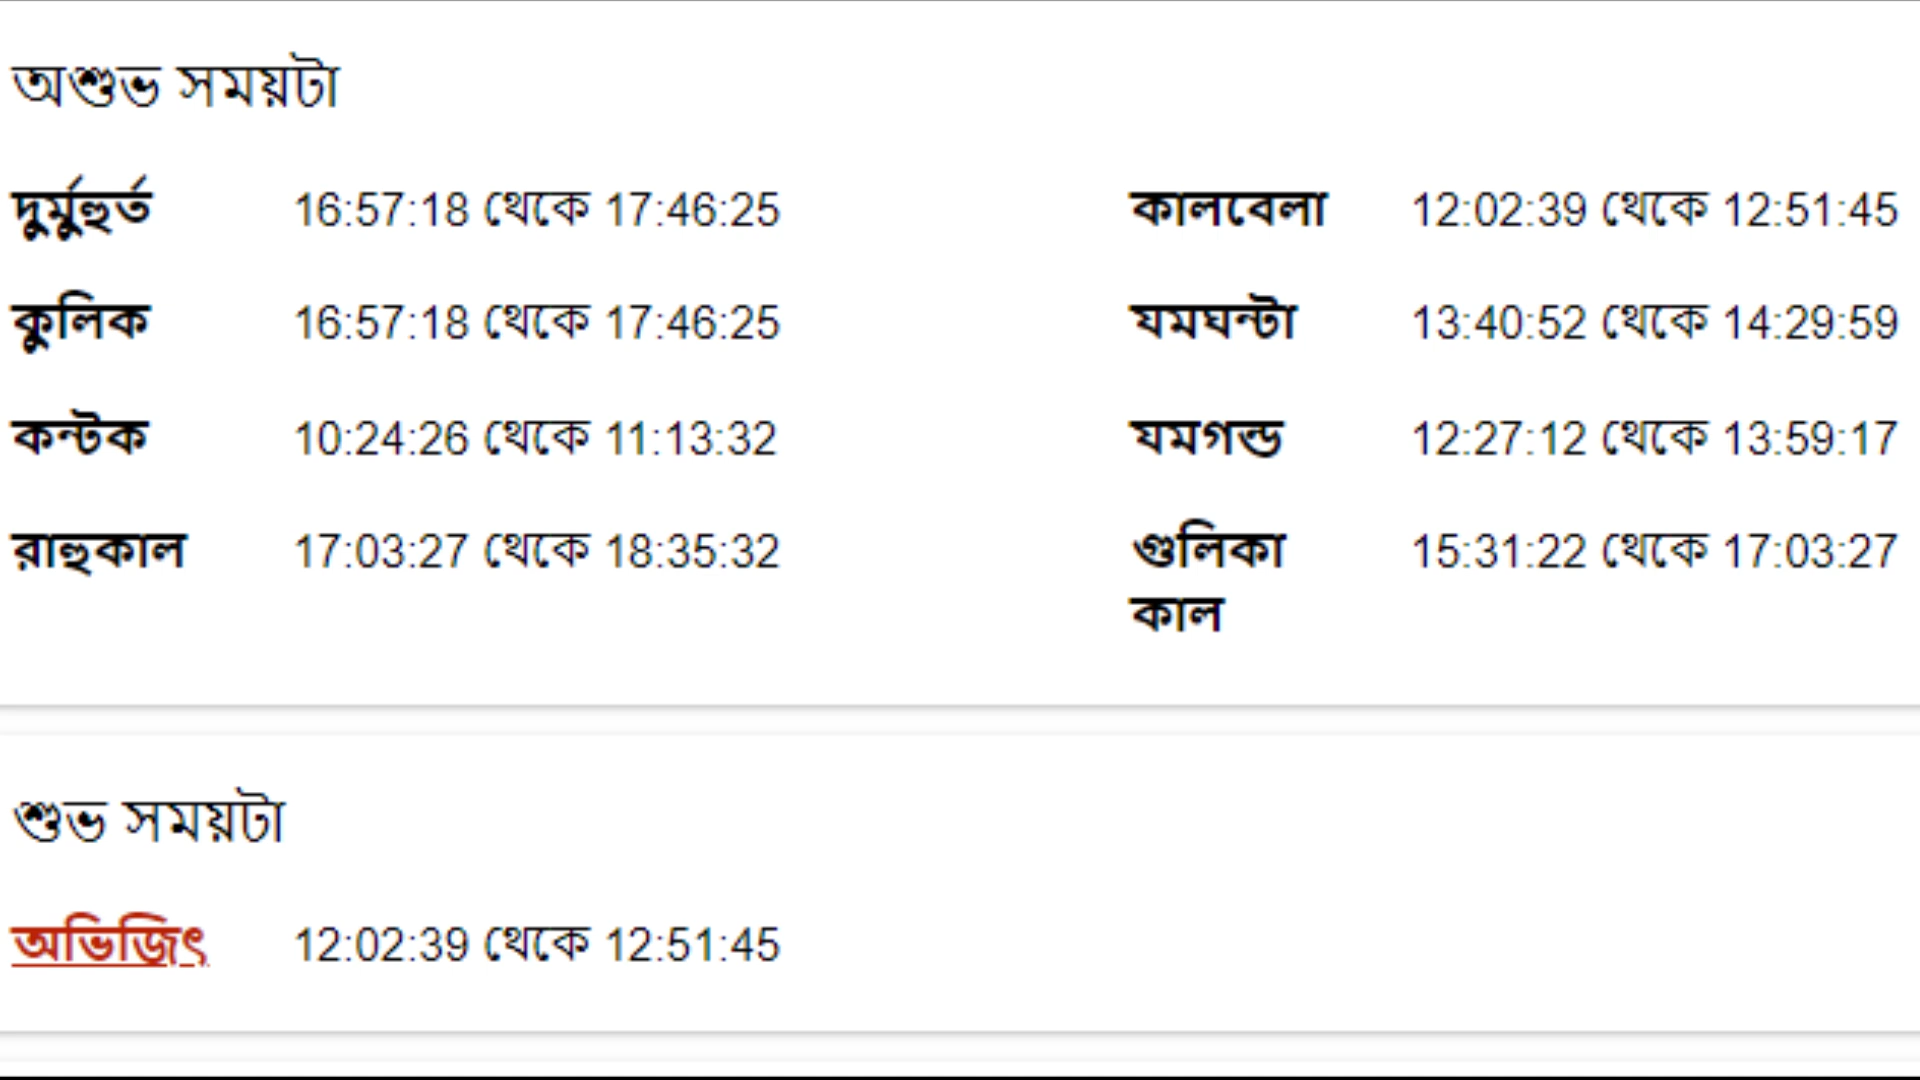 অশুভ সময়টা
দুর্মুহুর্ত 16:57:18 থেকে 17:46:25 কালবেলা 12:02:39 থেকে 12:51:45
কুলিক 16:57:18 থেকে 17:46:25 যমঘন্টা 13:40:52 থেকে 14:29:59
কন্টক 10:24:26 থেকে 11:13:32 যমগন্ড 12:27:12 থেকে 13:59:17
রাহুকাল 17:03:27 থেকে 18:35:32 গুলিকা 15:31:22 থেকে 17:03:27
কাল
শুভ সময়টা
অভিজিৎ 12:02:39 থেকে 12:51:45